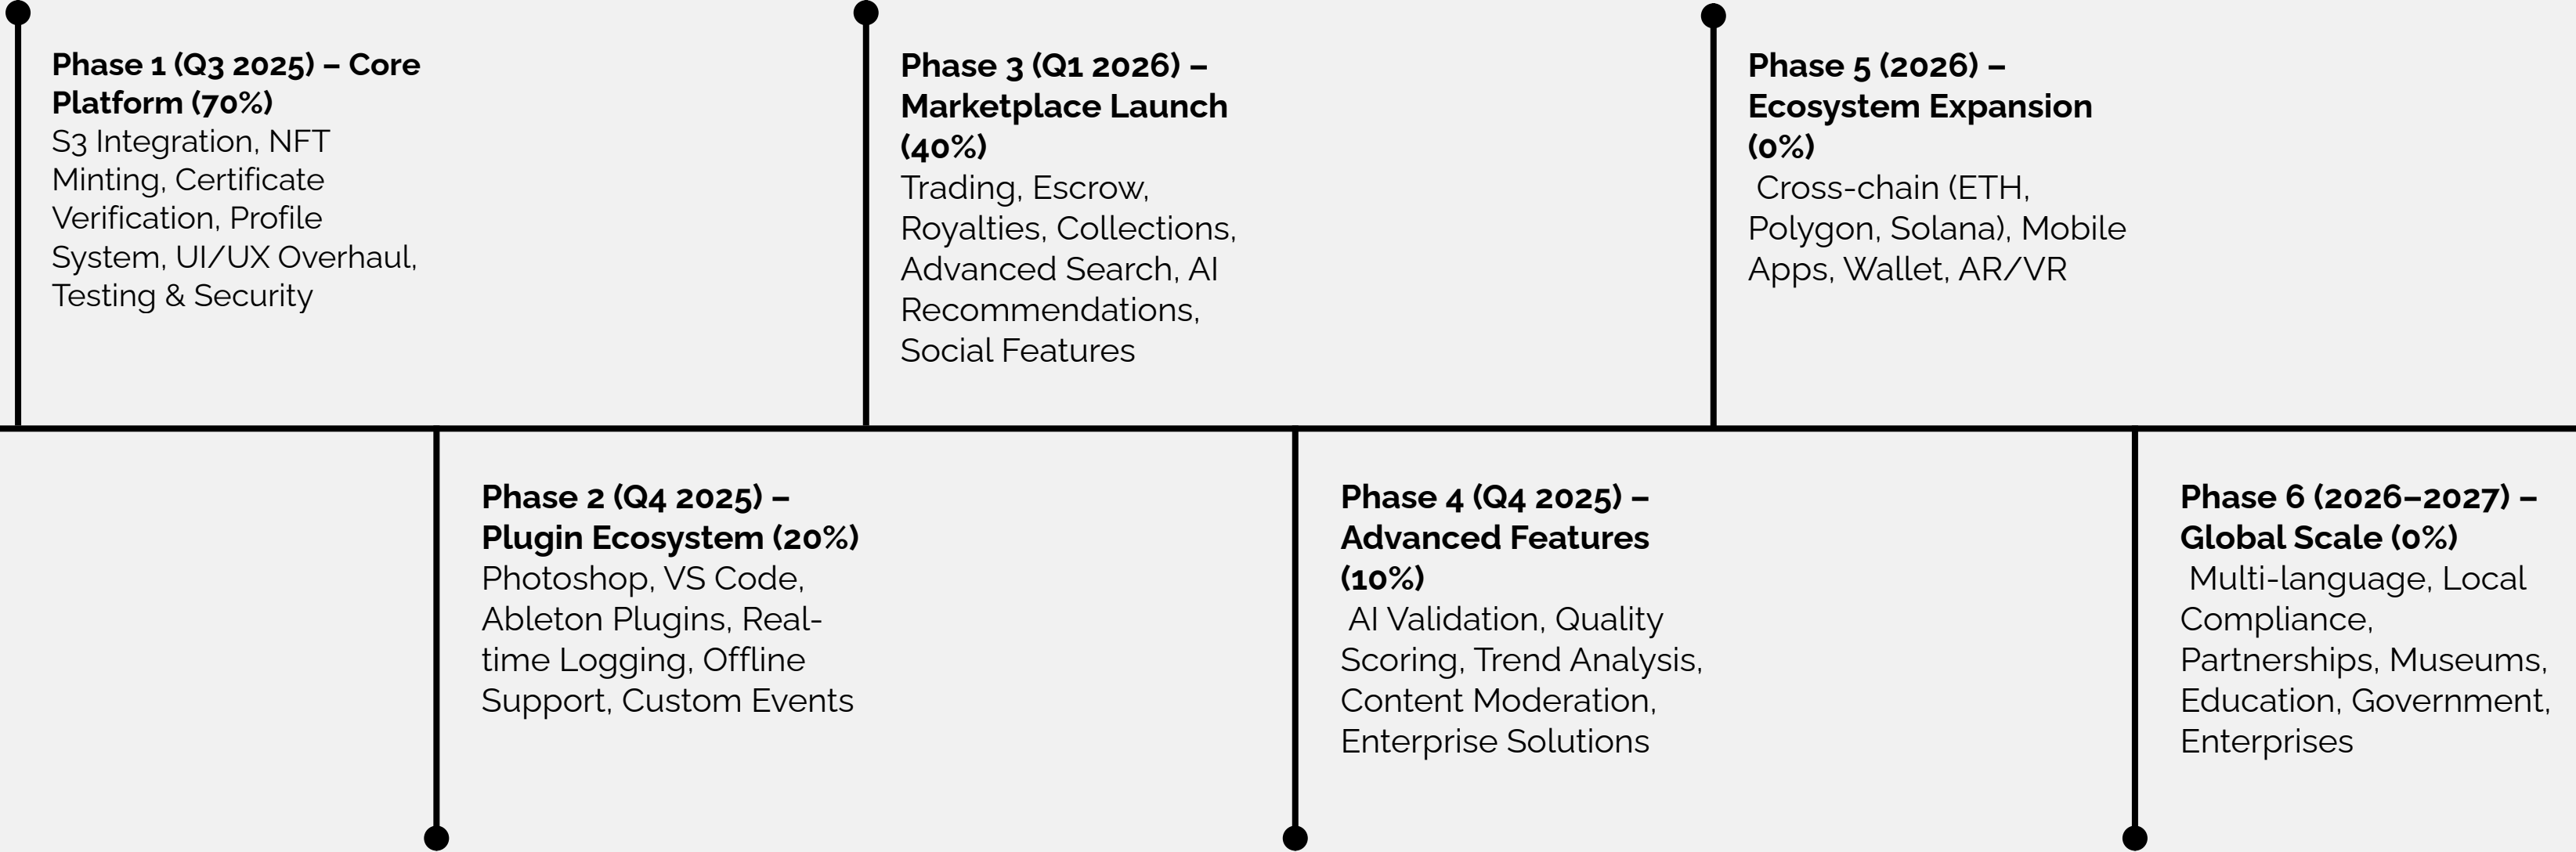 Phase 1 (Q3 2025) – Core
Platform (70%)
S3 Integration, NFT
Minting, Certificate
Verification, Profile
System, UI/UX Overhaul,
Testing & Security
Phase 2 (Q4 2025) –
Plugin Ecosystem (20%)
Photoshop, VS Code,
Ableton Plugins, Real-
time Logging, Offline
Support, Custom Events
Phase 3 (Q1 2026) –
Marketplace Launch
(40%)
Trading, Escrow,
Royalties, Collections,
Advanced Search, AI
Recommendations,
Social Features
Phase 4 (Q4 2025) –
Advanced Features
(10%)
AI Validation, Quality
Scoring, Trend Analysis,
Content Moderation,
Enterprise Solutions
Phase 5 (2026) –
Ecosystem Expansion
(0%)
Cross-chain (ETH,
Polygon, Solana), Mobile
Apps, Wallet, AR/VR
Phase 6 (2026–2027) –
Global Scale (0%)
Multi-language, Local
Compliance,
Partnerships, Museums,
Education, Government,
Enterprises